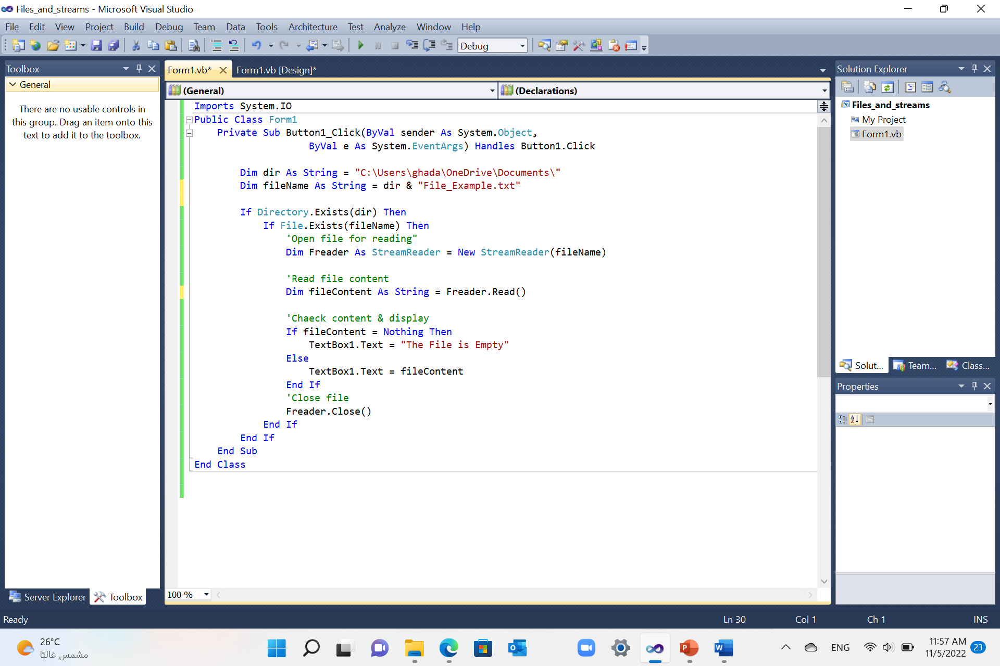 Files_and_streams - Microsoft Visual Studio
File Edit View Project Build Debug Team Data Tools Architecture Test Analyze Window Help
Debug
Toolbox
General
There are no usable controls in
this group. Drag an item onto this
text to add it to the toolbox.
Server Explorer Toolbox
Form1.vb* Form1.vb [Design]*
(General) (Declarations)
Imports System.IO
Public Class Form1
Private Sub Button1_Click(ByVal sender As System.Object,
ByVal e As System.EventArgs) Handles Button1.Click
Dim dir As String = "C:\Users\ghada\OneDrive\Documents\"
Dim fileName As String = dir & "File_Example.txt"
If Directory.Exists(dir) Then
If File.Exists(fileName) Then
'Open file for reading"
Dim Freader As StreamReader = New StreamReader(fileName)
'Read file content
Dim fileContent As String = Freader.Read()
'Chaeck content & display
If fileContent = Nothing Then
TextBox1.Text = "The File is Empty"
Else
TextBox1.Text = fileContent
End If
'Close file
Freader.Close()
End If
End If
End Sub
End Class
100 %
Solution Explorer
Files_and_streams
My Project
Form1.vb
Solut... Team... Class...
Properties
Ready Ln 30 Col 1 Ch 1 INS
26°C
مشمس غالبًا
ENG
11:57 AM
11/5/2022
23